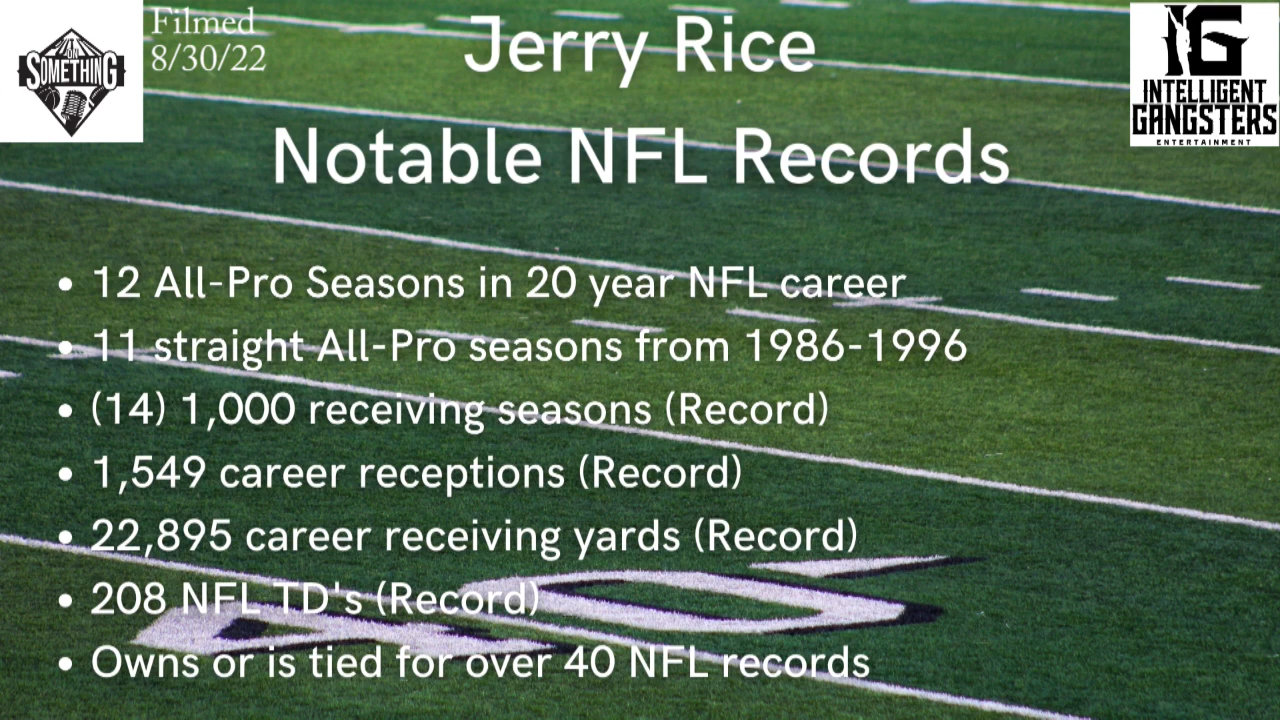 Filmed
8/30/22
I ON
SOMETHING
IG
INTELLIGENT
GANGSTERS
ENTERTAINMENT
Jerry Rice
Notable NFL Records
• 12 All-Pro Seasons in 20 year NFL career
• 11 straight All-Pro seasons from 1986-1996
• (14) 1,000 receiving seasons (Record)
• 1,549 career receptions (Record)
• 22,895 career receiving yards (Record)
• 208 NFL TD's (Record)
• Owns or is tied for over 40 NFL records
40